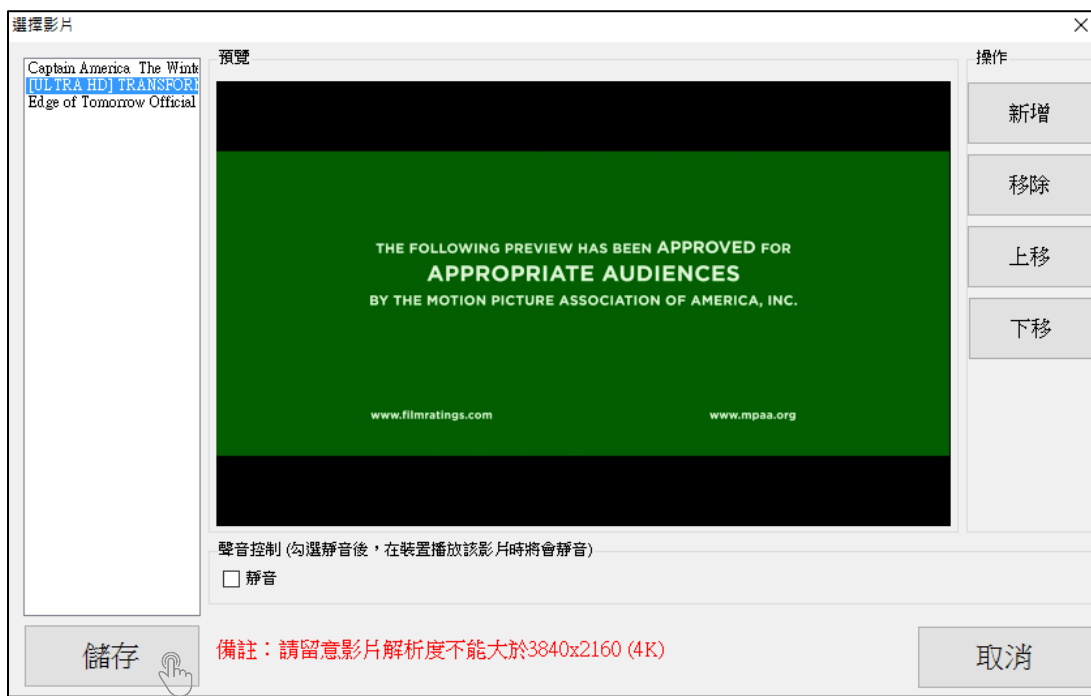 選擇影片
Captain America The Winte
[ULTRA HD] TRANSFOR
Edge of Tomorrow Official
預覽
THE FOLLOWING PREVIEW HAS BEEN APPROVED FOR
APPROPRIATE AUDIENCES
BY THE MOTION PICTURE ASSOCIATION OF AMERICA, INC.
www.filmratings.com www.mpaa.org
操作
新增
移除
上移
下移
聲音控制 (勾選靜音後，在裝置播放該影片時將會靜音)
靜音
儲存
備註：請留意影片解析度不能大於3840x2160 (4K)
取消